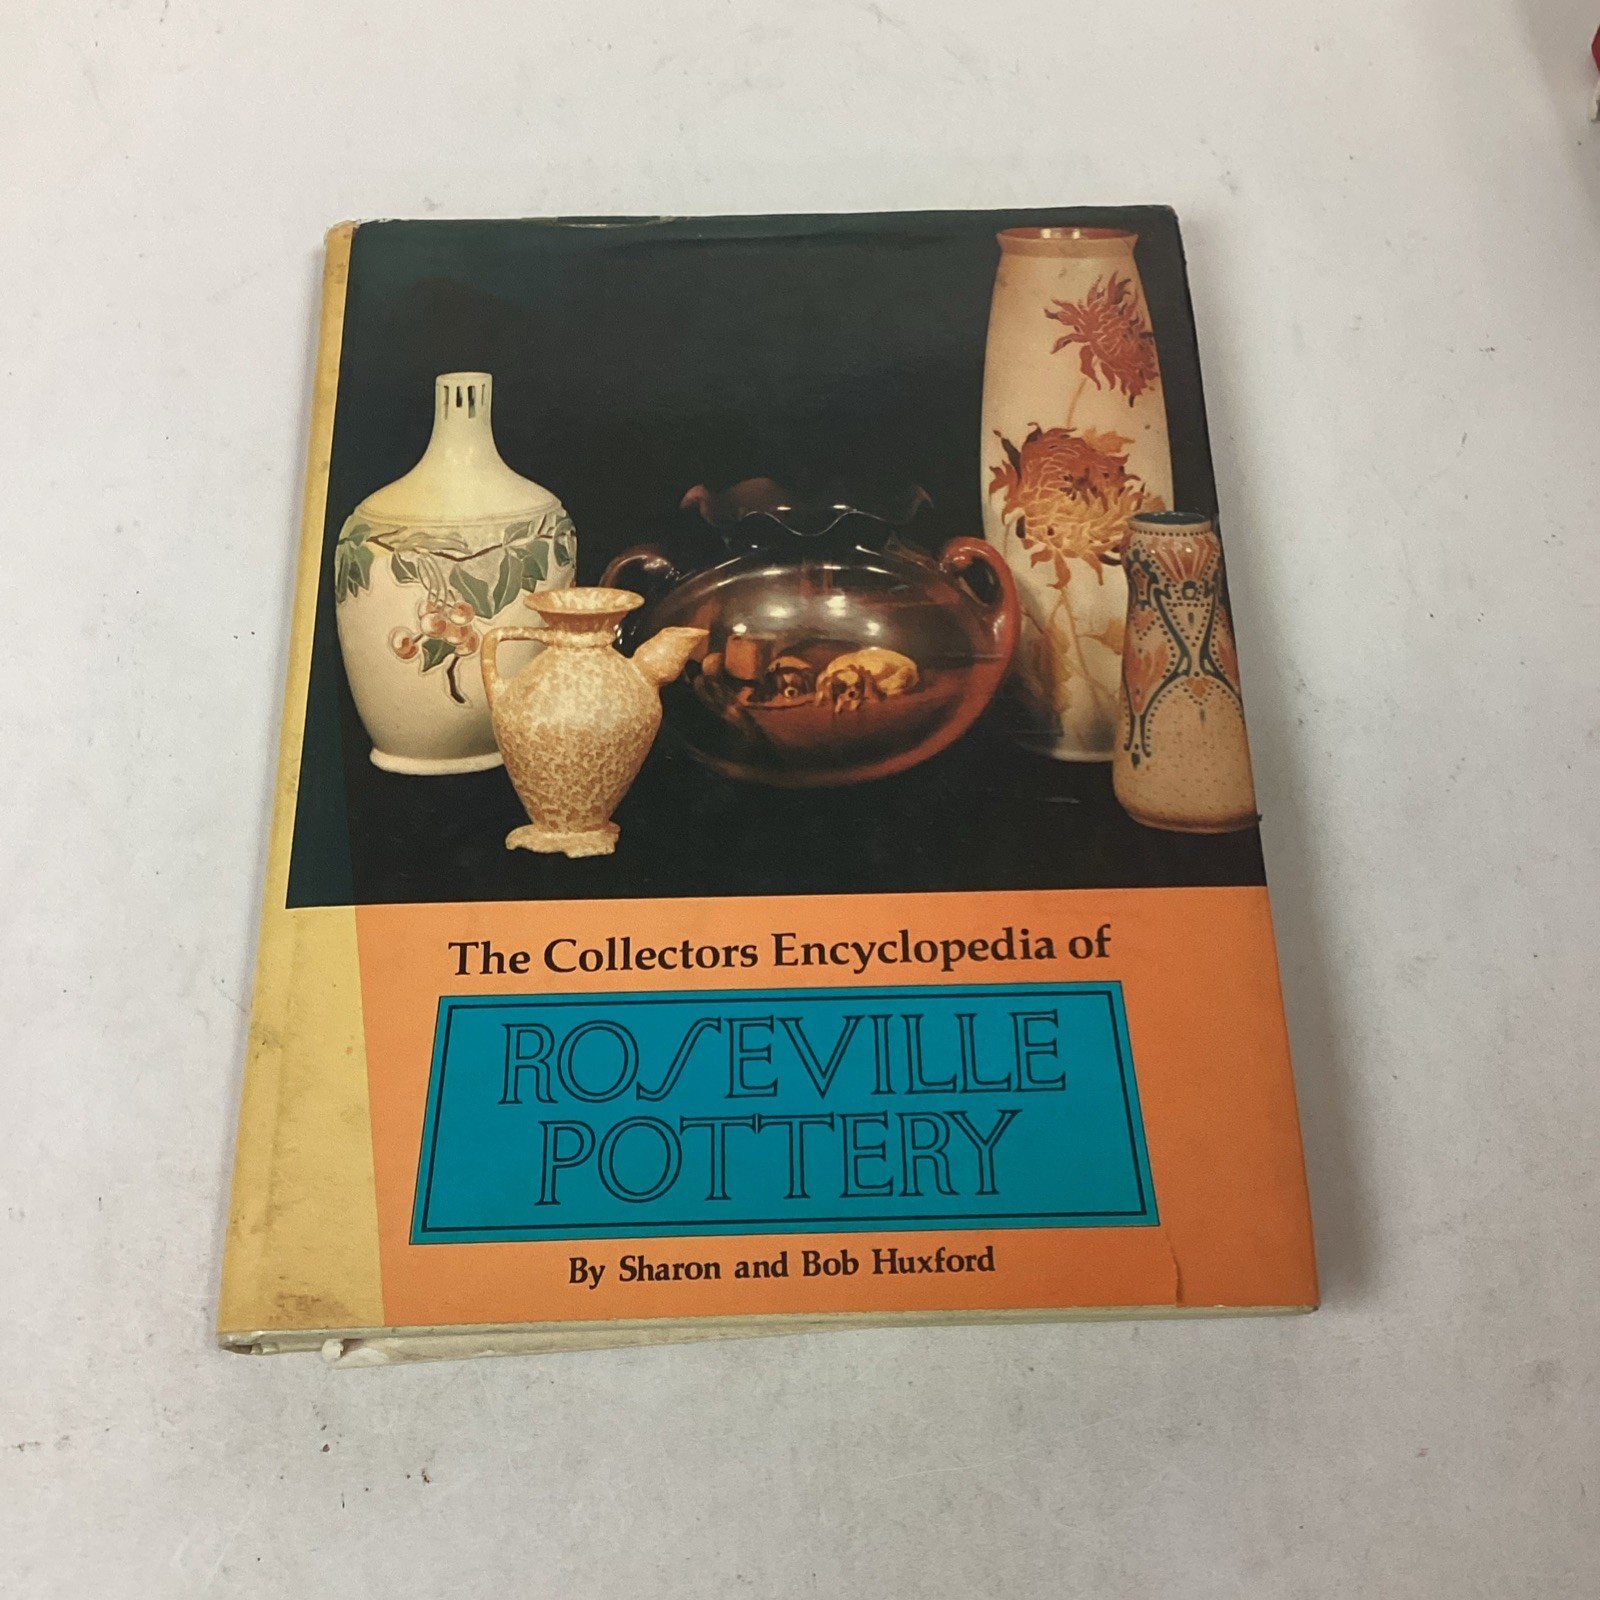 The Collectors Encyclopedia of
ROSEVILLE
POTTERY
By Sharon and Bob Huxford